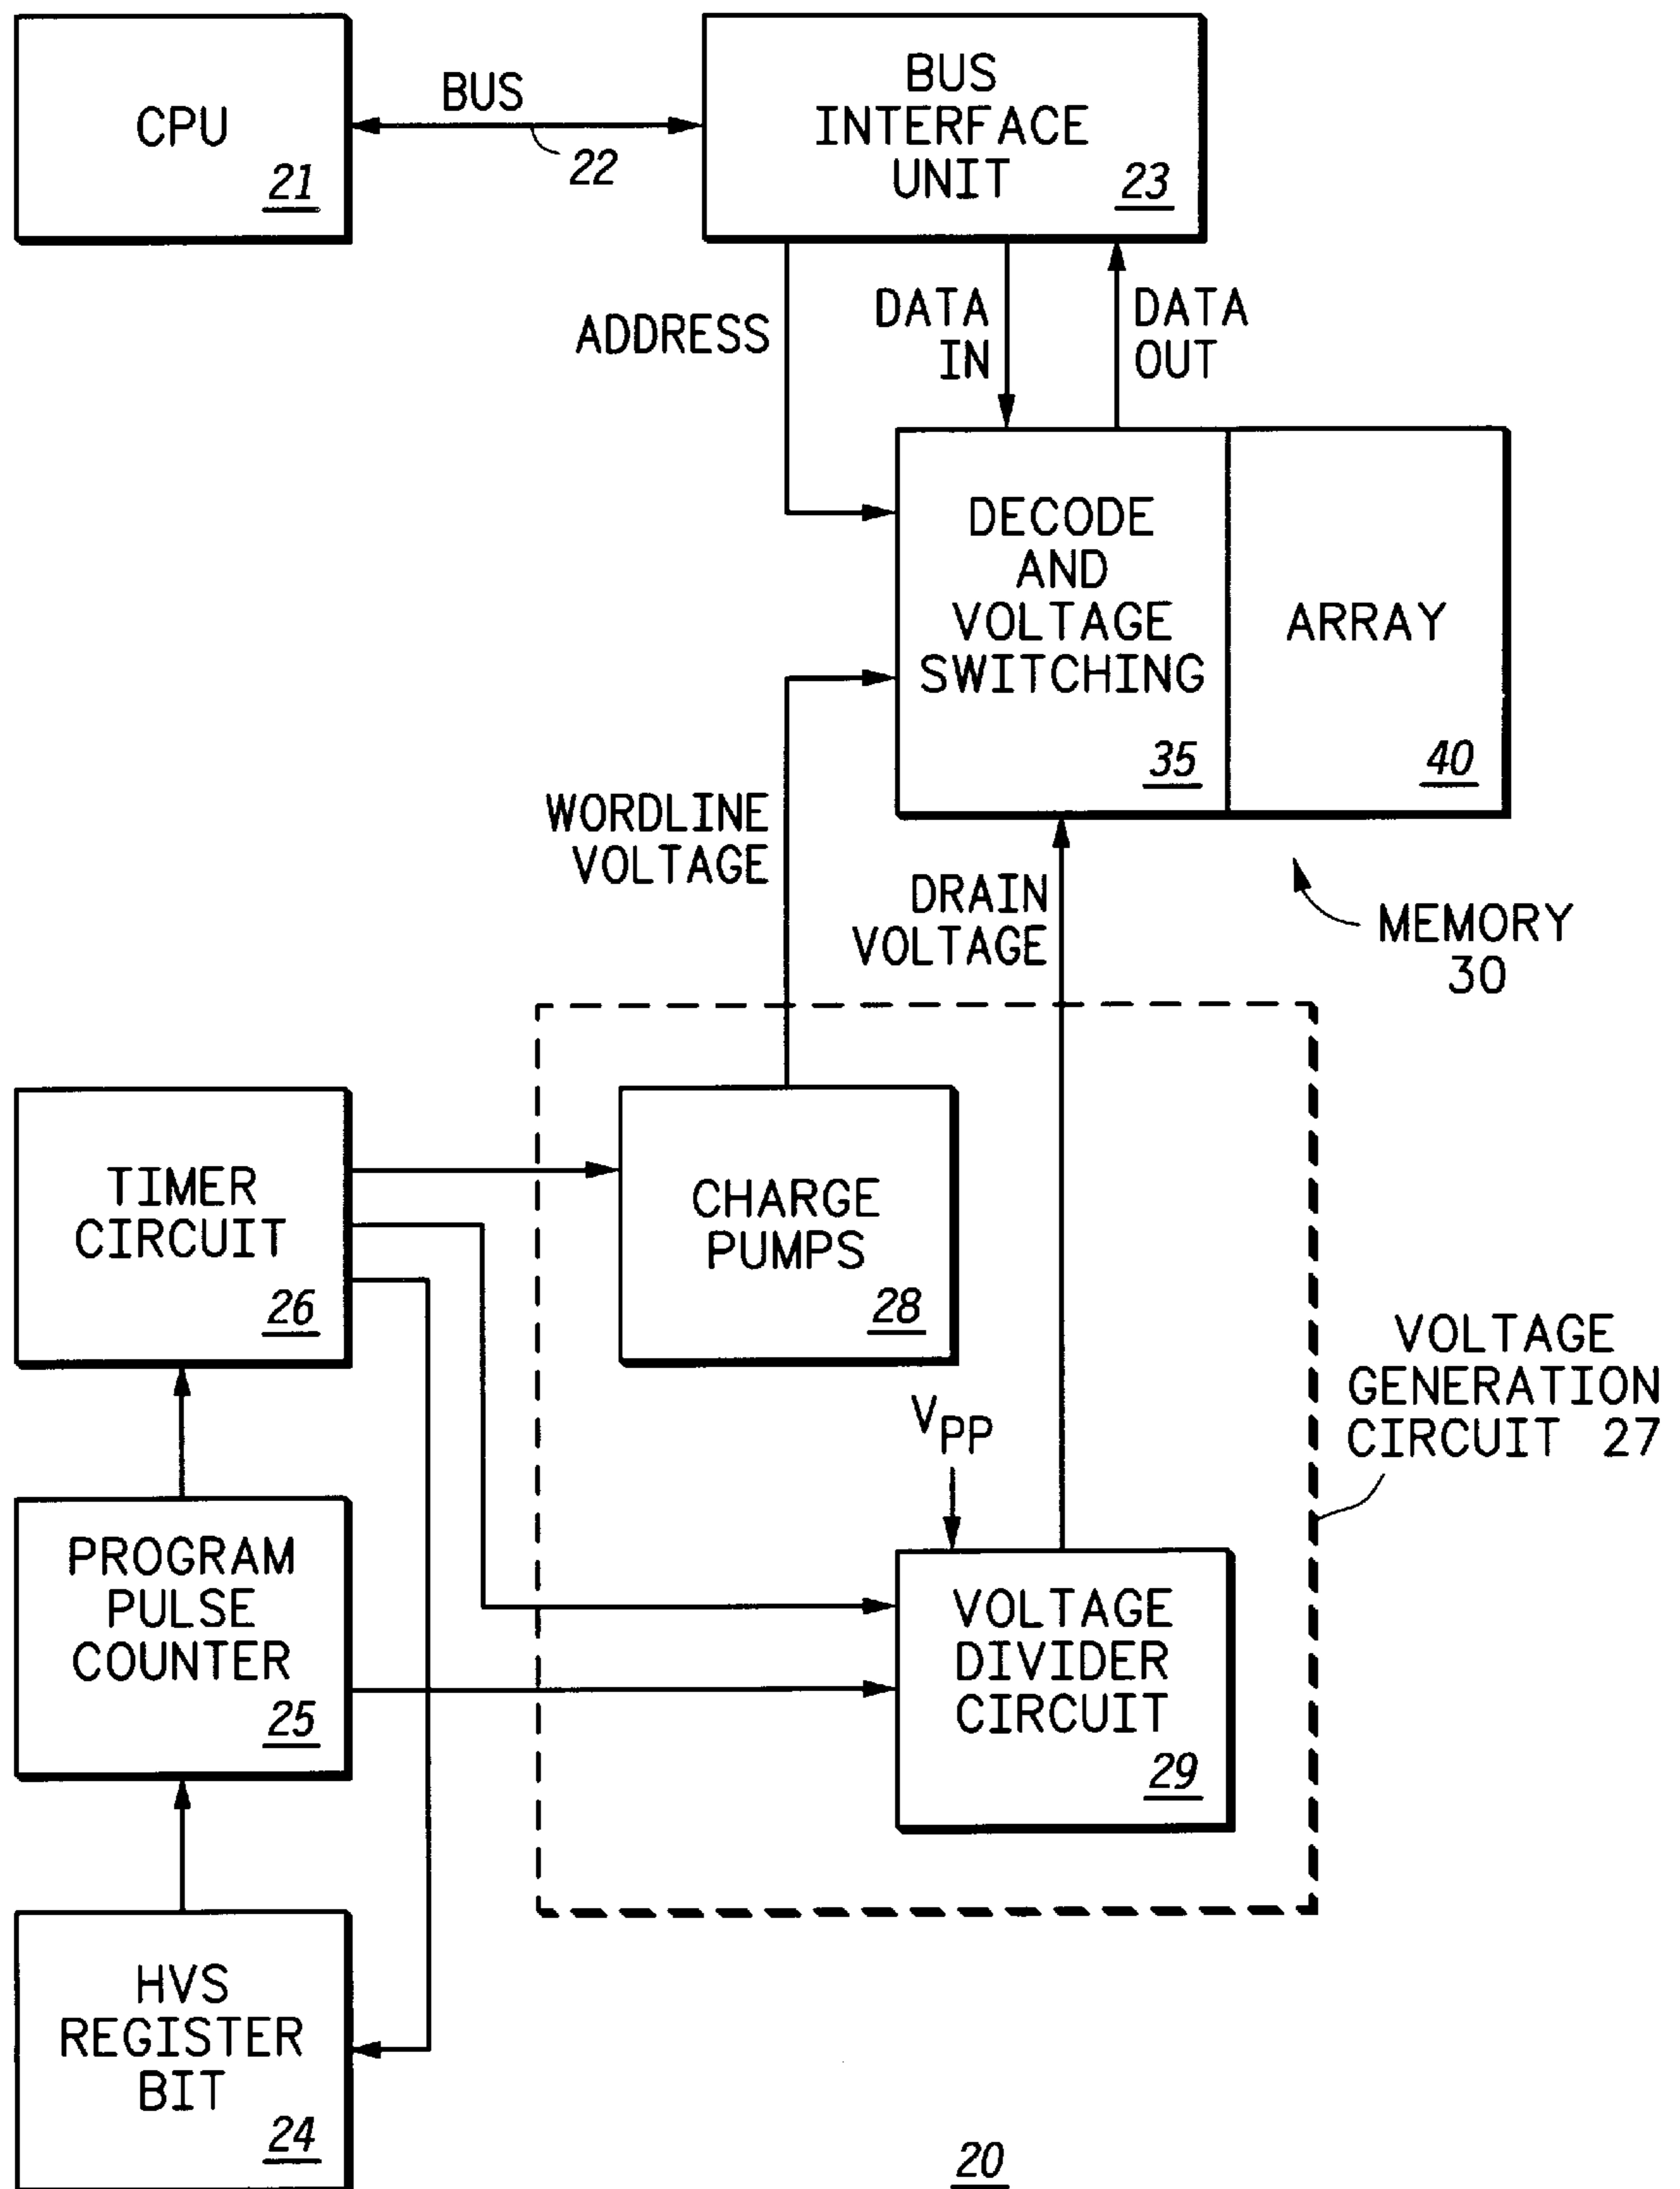 CPU
21
BUS
22
BUS
INTERFACE
UNIT
23
ADDRESS
DATA
IN
DATA
OUT
DECODE
AND
VOLTAGE
SWITCHING
35
ARRAY
40
MEMORY
30
WORDLINE
VOLTAGE
DRAIN
VOLTAGE
TIMER
CIRCUIT
26
CHARGE
PUMPS
28
VOLTAGE
GENERATION
CIRCUIT 27
VPP
PROGRAM
PULSE
COUNTER
25
VOLTAGE
DIVIDER
CIRCUIT
29
HVS
REGISTER
BIT
24
20